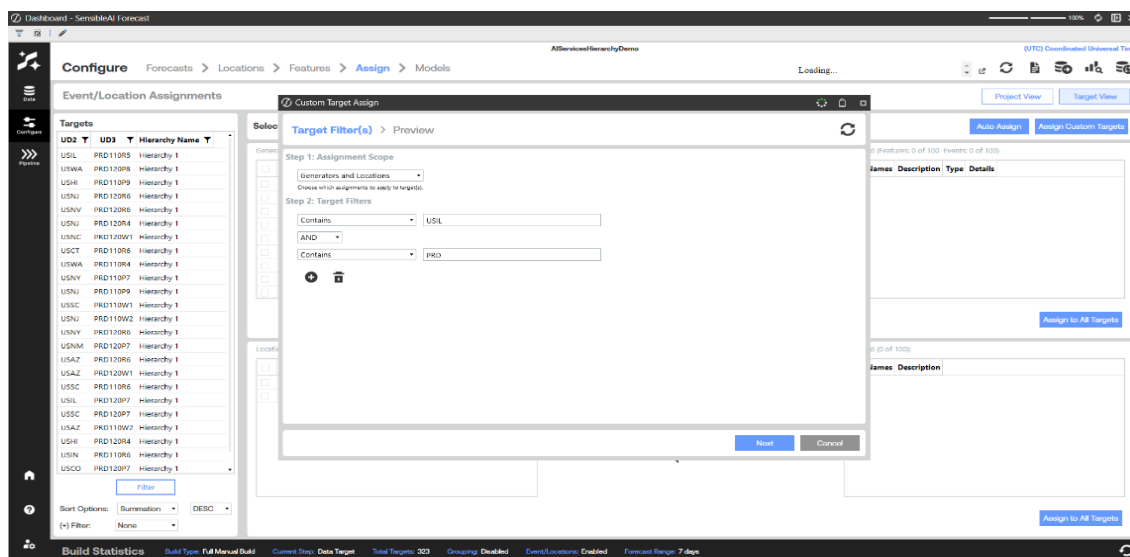 Dashboard - SensibleAI Forecast
100%
AIServicesHierarchyDemo
(UTC) Coordinated Universal Tim
Configure Forecasts > Locations > Features > Assign > Models
Loading...
Data
Configure
Pipeline
Event/Location Assignments
Project View Target View
Targets
UD2 UD3 Hierarchy Name
USIL PRD110R5 Hierarchy 1
USWA PRD120P8 Hierarchy 1
USHI PRD110P9 Hierarchy 1
USNJ PRD120R6 Hierarchy 1
USNV PRD120R6 Hierarchy 1
USNJ PRD120R4 Hierarchy 1
USNC PRD120W1 Hierarchy 1
USCT PRD110R6 Hierarchy 1
USWA PRD110R4 Hierarchy 1
USNY PRD110P7 Hierarchy 1
USNJ PRD110P9 Hierarchy 1
USSC PRD110W1 Hierarchy 1
USNJ PRD110W2 Hierarchy 1
USNY PRD120R6 Hierarchy 1
USNM PRD120P7 Hierarchy 1
USAZ PRD120R6 Hierarchy 1
USAZ PRD120W1 Hierarchy 1
USSC PRD110R6 Hierarchy 1
USIL PRD120P7 Hierarchy 1
USSC PRD120P7 Hierarchy 1
USAZ PRD110W2 Hierarchy 1
USHI PRD120R4 Hierarchy 1
USIN PRD110R6 Hierarchy 1
USCO PRD120P7 Hierarchy 1
Filter
Sort Options: Summation DESC
(+) Filter: None
Selec
Auto Assign Assign Custom Targets
Gener
d (Features: 0 of 100 Events: 0 of 100)
Names Description Type Details
Assign to All Targets
Locati
d (0 of 100)
Names Description
Assign to All Targets
Custom Target Assign
Target Filter(s) > Preview
Step 1: Assignment Scope
Generators and Locations
Choose which assignments to apply to target(s).
Step 2: Target Filters
Contains USIL
AND
Contains PRD
Next Cancel
Build Statistics Build Type: Full Manual Build Current Step: Data Target Total Targets: 323 Grouping: Disabled Event/Locations: Enabled Forecast Range: 7 days